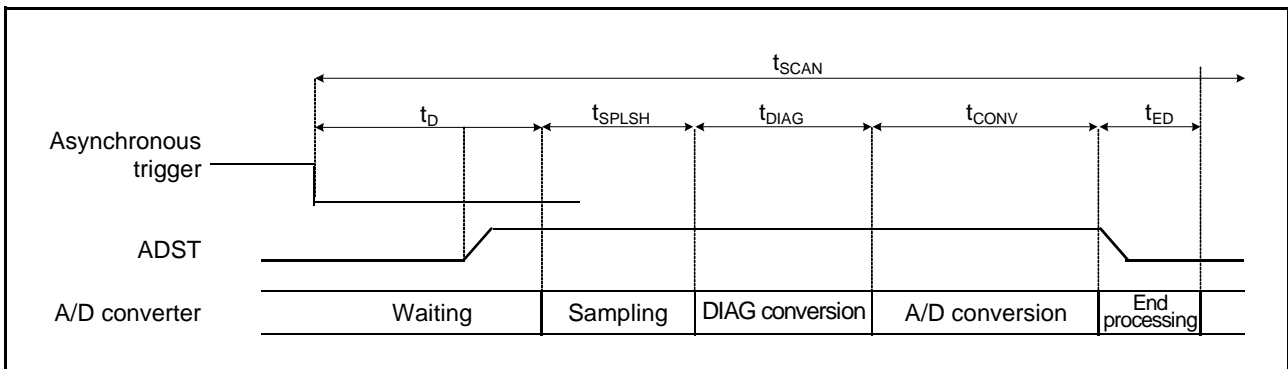 tSCAN
tD tSPLSH tDIAG tCONV tED
Asynchronous
trigger
ADST
A/D converter Waiting Sampling DIAG conversion A/D conversion End
processing